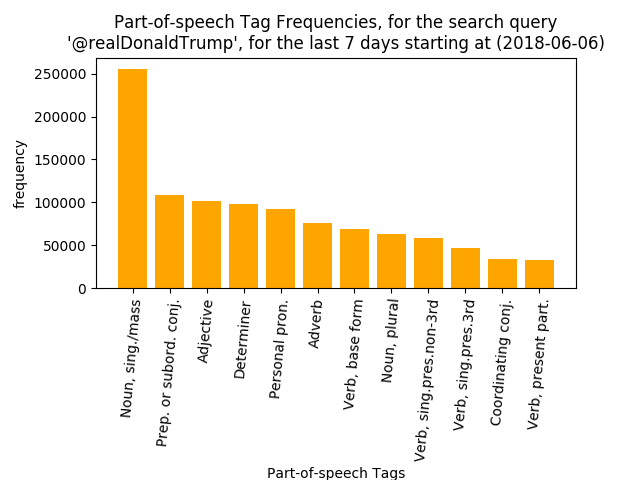 Part-of-speech Tag Frequencies, for the search query
'@realDonaldTrump', for the last 7 days starting at (2018-06-06)
250000
200000
150000
100000
50000
0
frequency
Noun, sing./mass
Prep. or subord. conj.
Adjective
Determiner
Personal pron.
Adverb
Verb, base form
Noun, plural
Verb, sing.pres.non-3rd
Verb, sing.pres.3rd
Coordinating conj.
Verb, present part.
Part-of-speech Tags